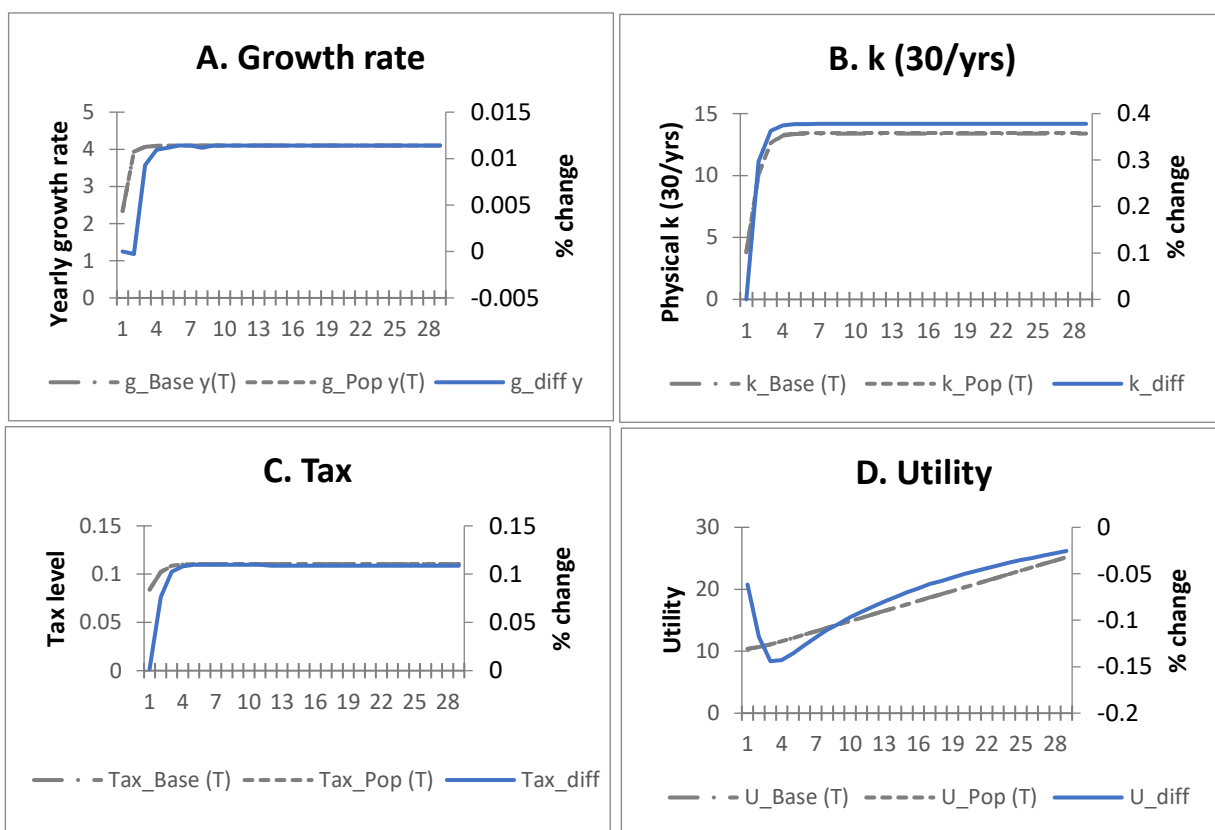 A. Growth rate
Yearly growth rate
5
4
3
2
1
0
0.015
0.01
0.005
0
-0.005
% change
1 4 7 10 13 16 19 22 25 28
g_Base y(T) g_Pop y(T) g_diff y
B. k (30/yrs)
Physical k (30/yrs)
15
10
5
0
0.4
0.3
0.2
0.1
0
% change
1 4 7 10 13 16 19 22 25 28
k_Base (T) k_Pop (T) k_diff
C. Tax
Tax level
0.15
0.1
0.05
0
0.15
0.1
0.05
0
% change
1 4 7 10 13 16 19 22 25 28
Tax_Base (T) Tax_Pop (T) Tax_diff
D. Utility
Utility
30
20
10
0
0
-0.05
-0.1
-0.15
-0.2
% change
1 4 7 10 13 16 19 22 25 28
U_Base (T) U_Pop (T) U_diff